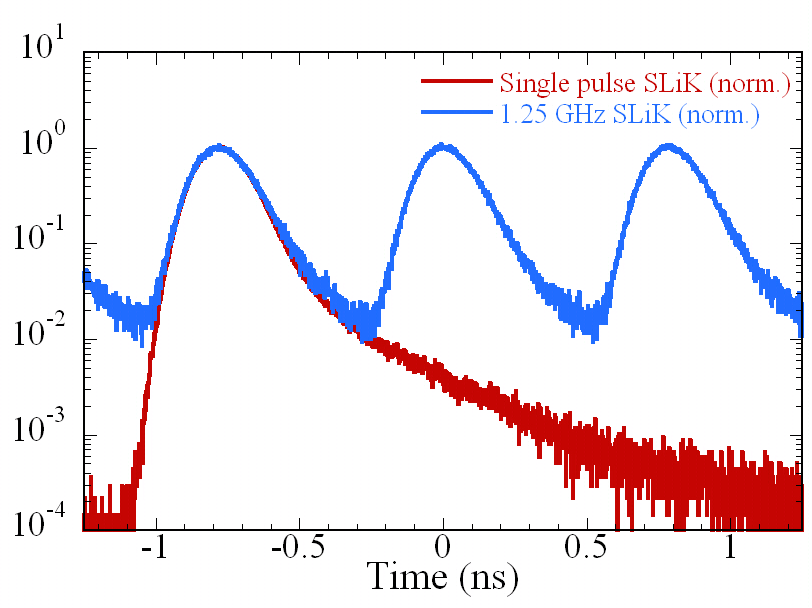 10^1
Single pulse SLiK (norm.)
1.25 GHz SLiK (norm.)
10^0
10^-1
10^-2
10^-3
10^-4
-1 -0.5 0 0.5 1
Time (ns)